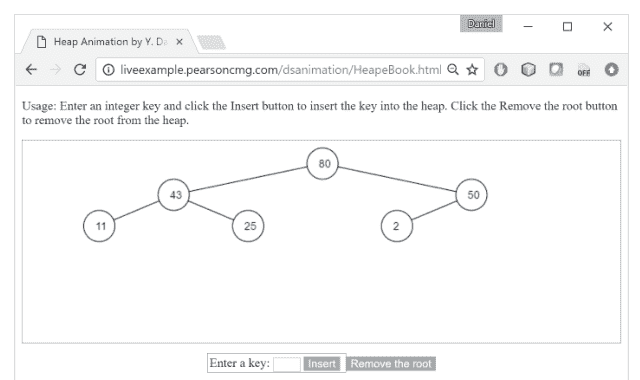 Daniel
Heap Animation by Y. Da
liveexample.pearsoncmg.com/dsanimation/HeapeBook.html
OFF
Usage: Enter an integer key and click the Insert button to insert the key into the heap. Click the Remove the root button
to remove the root from the heap.
80
43 50
11 25 2
Enter a key: Insert Remove the root